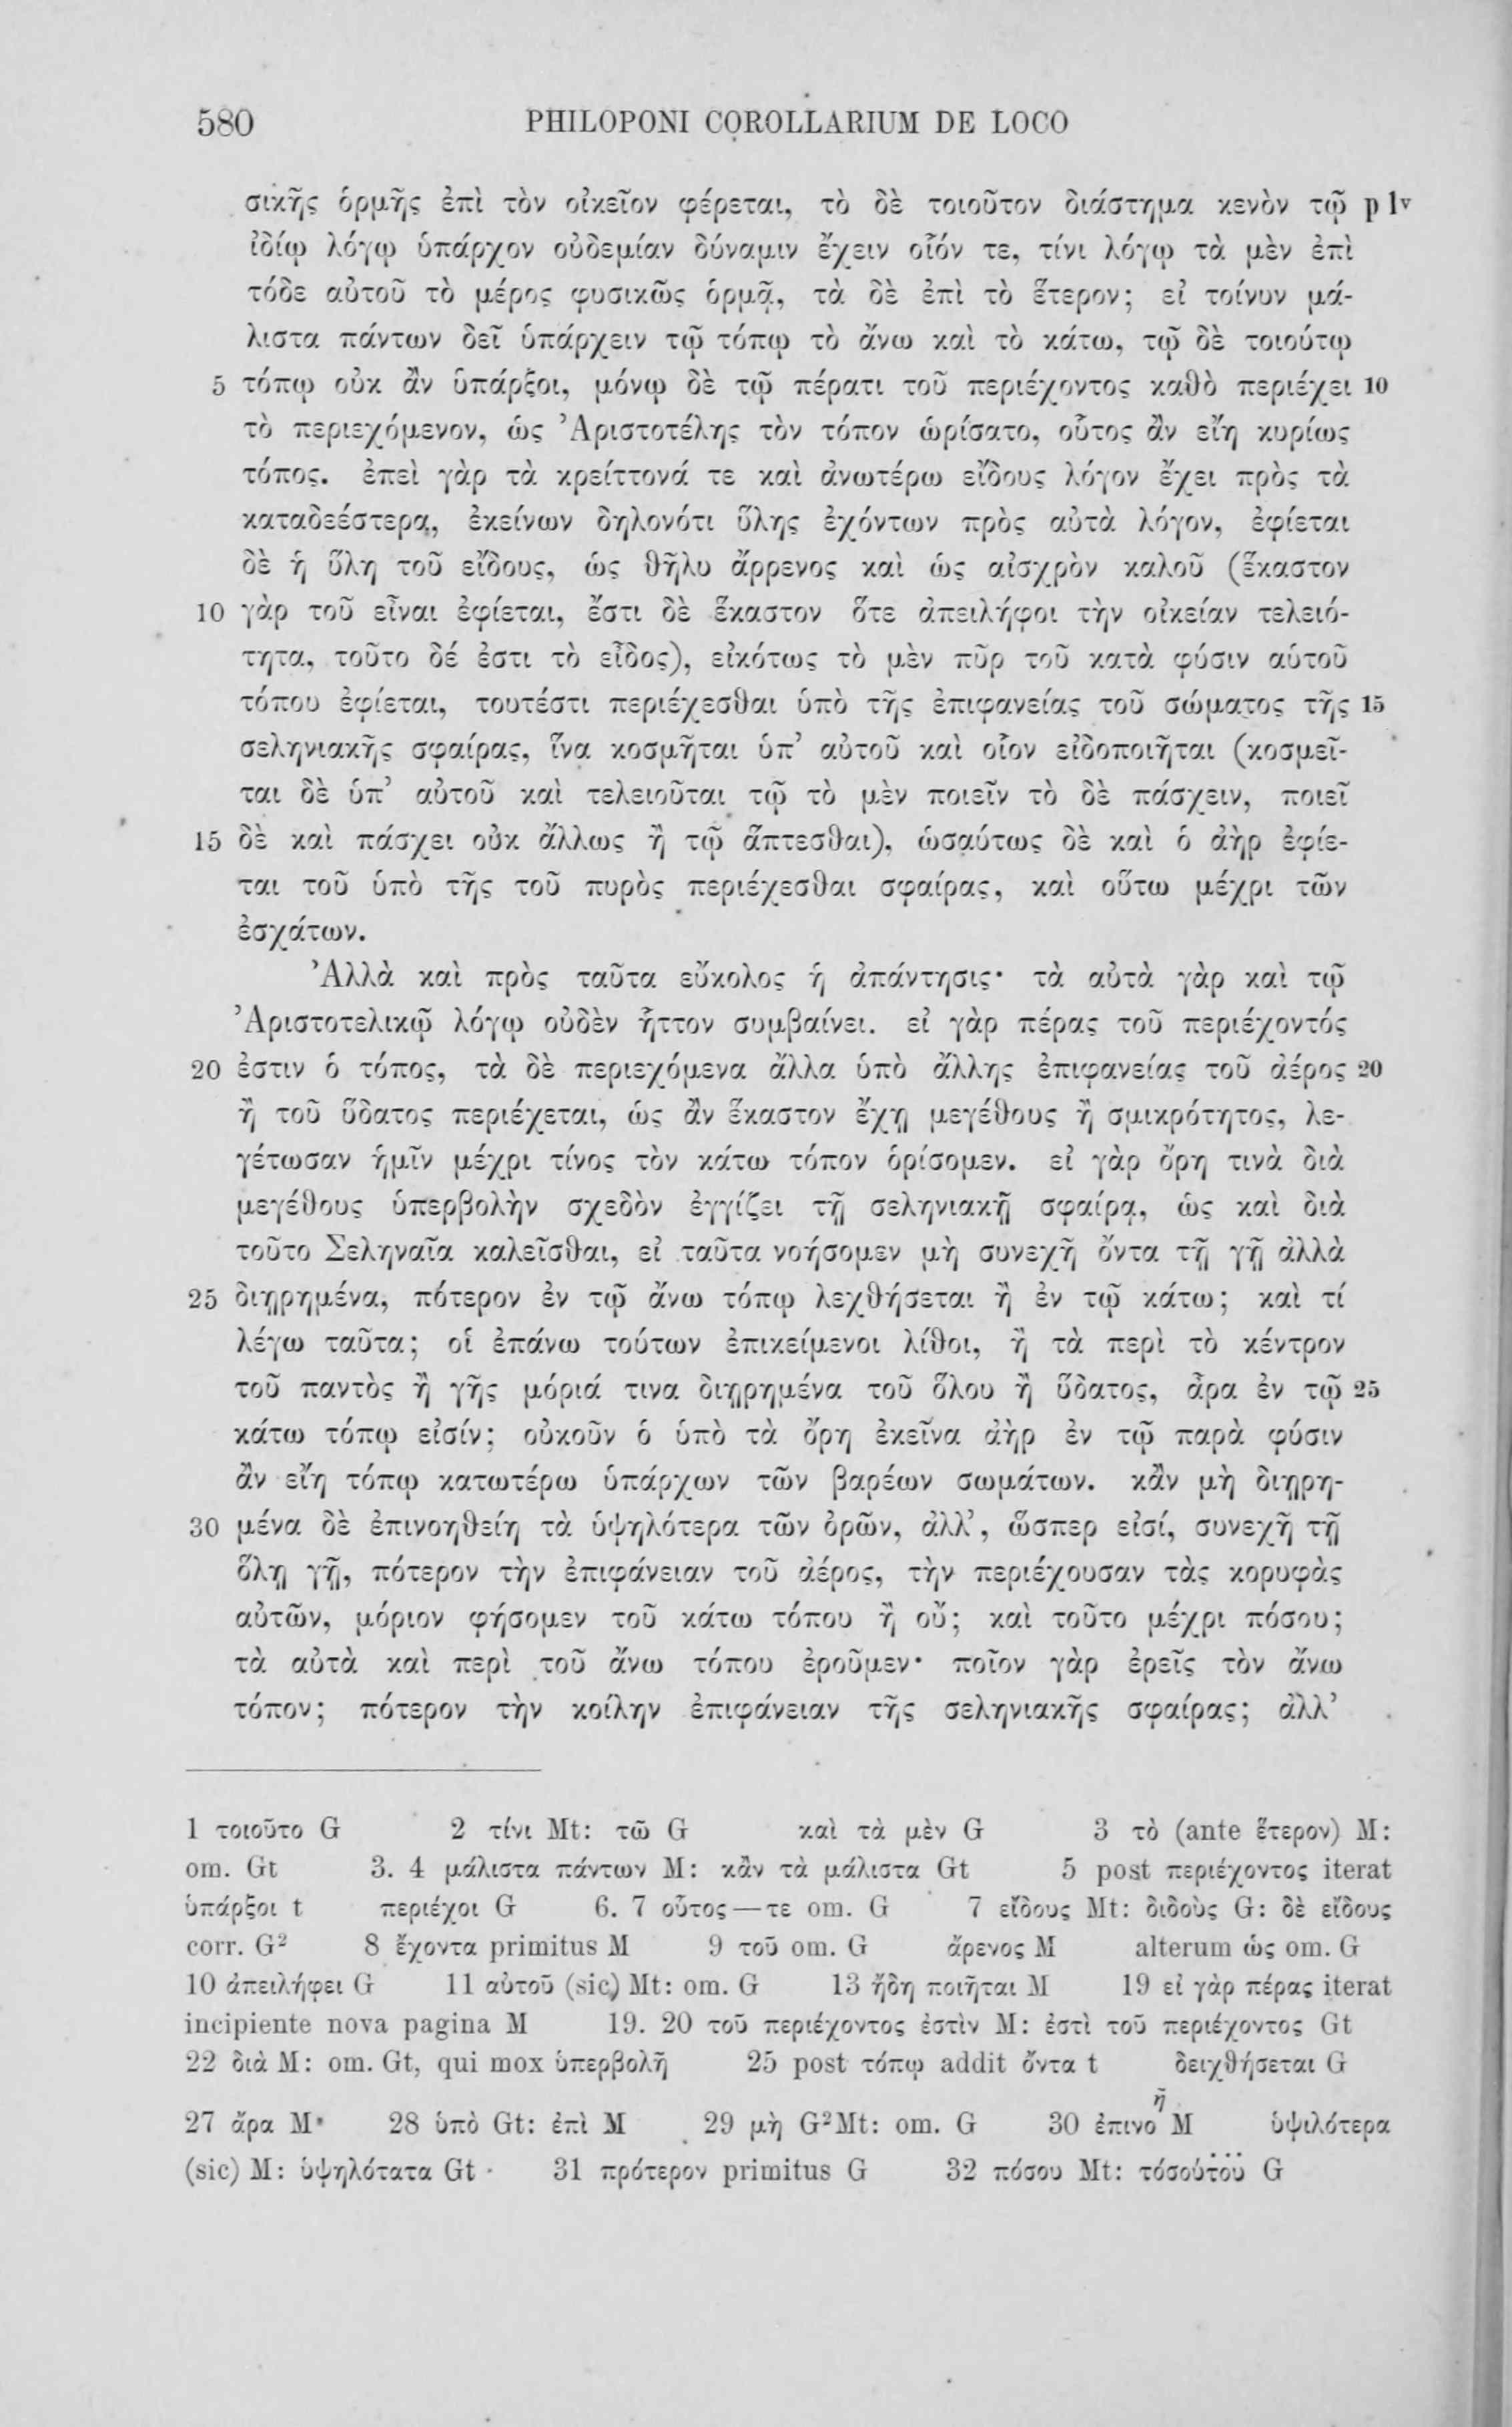 580 PHILOPONI COROLLARIUM DE LOCO
σικῆς ὁρμῆς ἐπὶ τὸν οἰκεῖον φέρεται, τὸ δὲ τοιοῦτον διάστημα κενὸν τῷ p 1v
ἰδίῳ λόγῳ ὑπάρχον οὐδεμίαν δύναμιν ἔχειν οἷόν τε, τίνι λόγῳ τὰ μὲν ἐπὶ
τόδε αὐτοῦ τὸ μέρος φυσικῶς ὁρμᾷ, τὰ δὲ ἐπὶ τὸ ἕτερον; εἰ τοίνυν μά-
λιστα πάντων δεῖ ὑπάρχειν τῷ τόπῳ τὸ ἄνω καὶ τὸ κάτω, τῷ δὲ τοιούτῳ
5 τόπῳ οὐκ ἂν ὑπάρξοι, μόνῳ δὲ τῷ πέρατι τοῦ περιέχοντος καθὸ περιέχει 10
τὸ περιεχόμενον, ὡς Ἀριστοτέλης τὸν τόπον ὡρίσατο, οὗτος ἂν εἴη κυρίως
τόπος. ἐπεὶ γὰρ τὰ κρείττονά τε καὶ ἀνωτέρω εἴδους λόγον ἔχει πρὸς τὰ
καταδεέστερα, ἐκείνων δηλονότι ὕλης ἐχόντων πρὸς αὐτὰ λόγον, ἐφίεται
δὲ ἡ ὕλη τοῦ εἴδους, ὡς θῆλυ ἄρρενος καὶ ὡς αἰσχρὸν καλοῦ (ἕκαστον
10 γὰρ τοῦ εἶναι ἐφίεται, ἔστι δὲ ἕκαστον ὅτε ἀπειλήφοι τὴν οἰκείαν τελειό-
τητα, τοῦτο δέ ἐστι τὸ εἶδος), εἰκότως τὸ μὲν πῦρ τοῦ κατὰ φύσιν αὑτοῦ
τόπου ἐφίεται, τουτέστι περιέχεσθαι ὑπὸ τῆς ἐπιφανείας τοῦ σώματος τῆς 15
σεληνιακῆς σφαίρας, ἵνα κοσμῆται ὑπ’ αὐτοῦ καὶ οἷον εἰδοποιῆται (κοσμεῖ-
ται δὲ ὑπ’ αὐτοῦ καὶ τελειοῦται τῷ τὸ μὲν ποιεῖν τὸ δὲ πάσχειν, ποιεῖ
15 δὲ καὶ πάσχει οὐκ ἄλλως ἢ τῷ ἅπτεσθαι), ὡσαύτως δὲ καὶ ὁ ἀὴρ ἐφίε-
ται τοῦ ὑπὸ τῆς τοῦ πυρὸς περιέχεσθαι σφαίρας, καὶ οὕτω μέχρι τῶν
ἐσχάτων.
Ἀλλὰ καὶ πρὸς ταῦτα εὔκολος ἡ ἀπάντησις· τὰ αὐτὰ γὰρ καὶ τῷ
Ἀριστοτελικῷ λόγῳ οὐδὲν ἧττον συμβαίνει. εἰ γὰρ πέρας τοῦ περιέχοντός
20 ἐστιν ὁ τόπος, τὰ δὲ περιεχόμενα ἄλλα ὑπὸ ἄλλης ἐπιφανείας τοῦ ἀέρος 20
ἢ τοῦ ὕδατος περιέχεται, ὡς ἂν ἕκαστον ἔχῃ μεγέθους ἢ σμικρότητος, λε-
γέτωσαν ἡμῖν μέχρι τίνος τὸν κάτω τόπον ὁρίσομεν. εἰ γὰρ ὄρη τινὰ διὰ
μεγέθους ὑπερβολὴν σχεδὸν ἐγγίζει τῇ σεληνιακῇ σφαίρᾳ, ὡς καὶ διὰ
τοῦτο Σεληναῖα καλεῖσθαι, εἰ ταῦτα νοήσομεν μὴ συνεχῆ ὄντα τῇ γῇ ἀλλὰ
25 διῃρημένα, πότερον ἐν τῷ ἄνω τόπῳ λεχθήσεται ἢ ἐν τῷ κάτω; καὶ τί
λέγω ταῦτα; οἱ ἐπάνω τούτων ἐπικείμενοι λίθοι, ἢ τὰ περὶ τὸ κέντρον
τοῦ παντὸς ἢ γῆς μόριά τινα διῃρημένα τοῦ ὅλου ἢ ὕδατος, ἆρα ἐν τῷ 25
κάτω τόπῳ εἰσίν; οὐκοῦν ὁ ὑπὸ τὰ ὄρη ἐκεῖνα ἀὴρ ἐν τῷ παρὰ φύσιν
ἂν εἴη τόπῳ κατωτέρω ὑπάρχων τῶν βαρέων σωμάτων. κἂν μὴ διῃρη-
30 μένα δὲ ἐπινοηθείη τὰ ὑψηλότερα τῶν ὀρῶν, ἀλλ’, ὥσπερ εἰσί, συνεχῆ τῇ
ὅλῃ γῇ, πότερον τὴν ἐπιφάνειαν τοῦ ἀέρος, τὴν περιέχουσαν τὰς κορυφὰς
αὐτῶν, μόριον φήσομεν τοῦ κάτω τόπου ἢ οὔ; καὶ τοῦτο μέχρι πόσου;
τὰ αὐτὰ καὶ περὶ τοῦ ἄνω τόπου ἐροῦμεν· ποῖον γὰρ ἐρεῖς τὸν ἄνω
τόπον; πότερον τὴν κοίλην ἐπιφάνειαν τῆς σεληνιακῆς σφαίρας; ἀλλ’
1 τοιοῦτο G 2 τίνι Mt: τῶ G καὶ τὰ μὲν G 3 τὸ (ante ἕτερον) M:
om. Gt 3. 4 μάλιστα πάντων M: κἂν τὰ μάλιστα Gt 5 post περιέχοντος iterat
ὑπάρξοι t περιέχοι G 6. 7 οὗτος — τε om. G 7 εἴδους Mt: διδοὺς G: δὲ εἴδους
corr. G² 8 ἔχοντα primitus M 9 τοῦ om. G ἄρενος M alterum ὡς om. G
10 ἀπειλήφει G 11 αὐτοῦ (sic) Mt: om. G 13 ἤδη ποιῆται M 19 εἰ γὰρ πέρας iterat
incipiente nova pagina M 19. 20 τοῦ περιέχοντος ἐστὶν M: ἐστὶ τοῦ περιέχοντος Gt
22 διὰ M: om. Gt, qui mox ὑπερβολῆ 25 post τόπῳ addit ὄντα t δειχθήσεται G
27 ἄρα M 28 ὑπὸ Gt: ἐπὶ M 29 μὴ G²Mt: om. G 30 ἐπινοῆ M ὑψιλότερα
(sic) M: ὑψηλότατα Gt 31 πρότερον primitus G 32 πόσου Mt: τόσούτου G